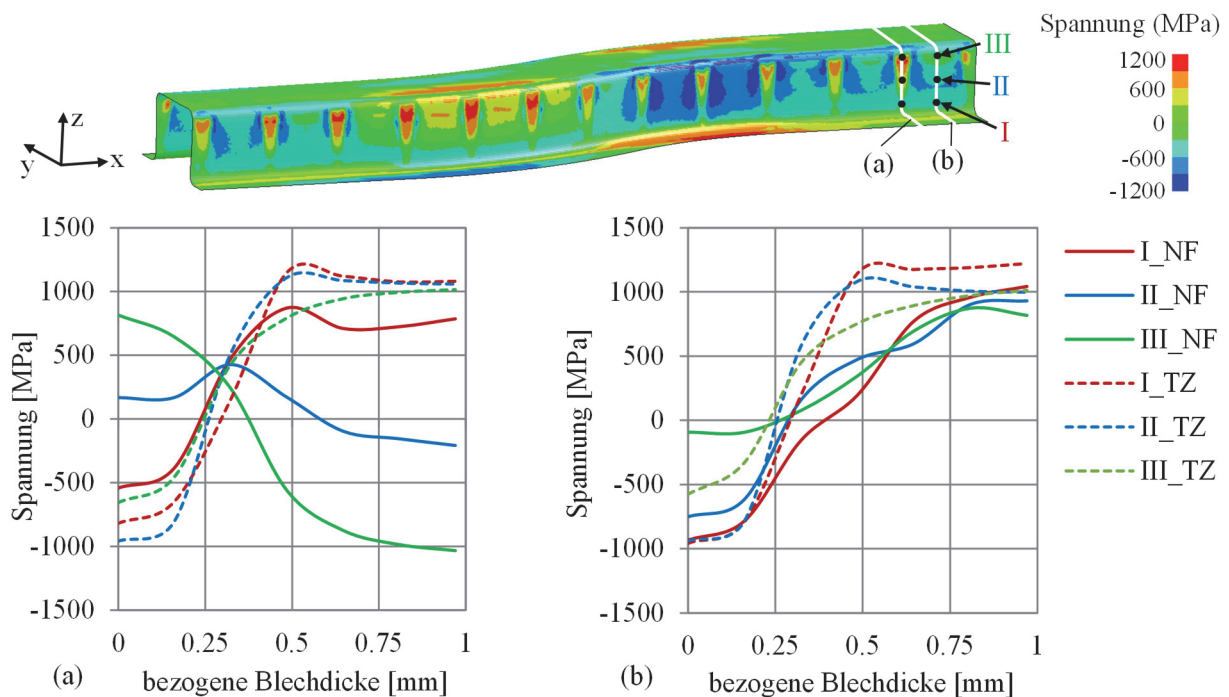 Spannung (MPa)
1200
600
0
-600
-1200
III
II
I
(a)
(b)
z
y
x
Spannung [MPa]
1500
1000
500
0
-500
-1000
-1500
0
0.25
0.5
0.75
1
(a)
bezogene Blechdicke [mm]
Spannung [MPa]
1500
1000
500
0
-500
-1000
-1500
0
0.25
0.5
0.75
1
(b)
bezogene Blechdicke [mm]
I_NF
II_NF
III_NF
I_TZ
II_TZ
III_TZ